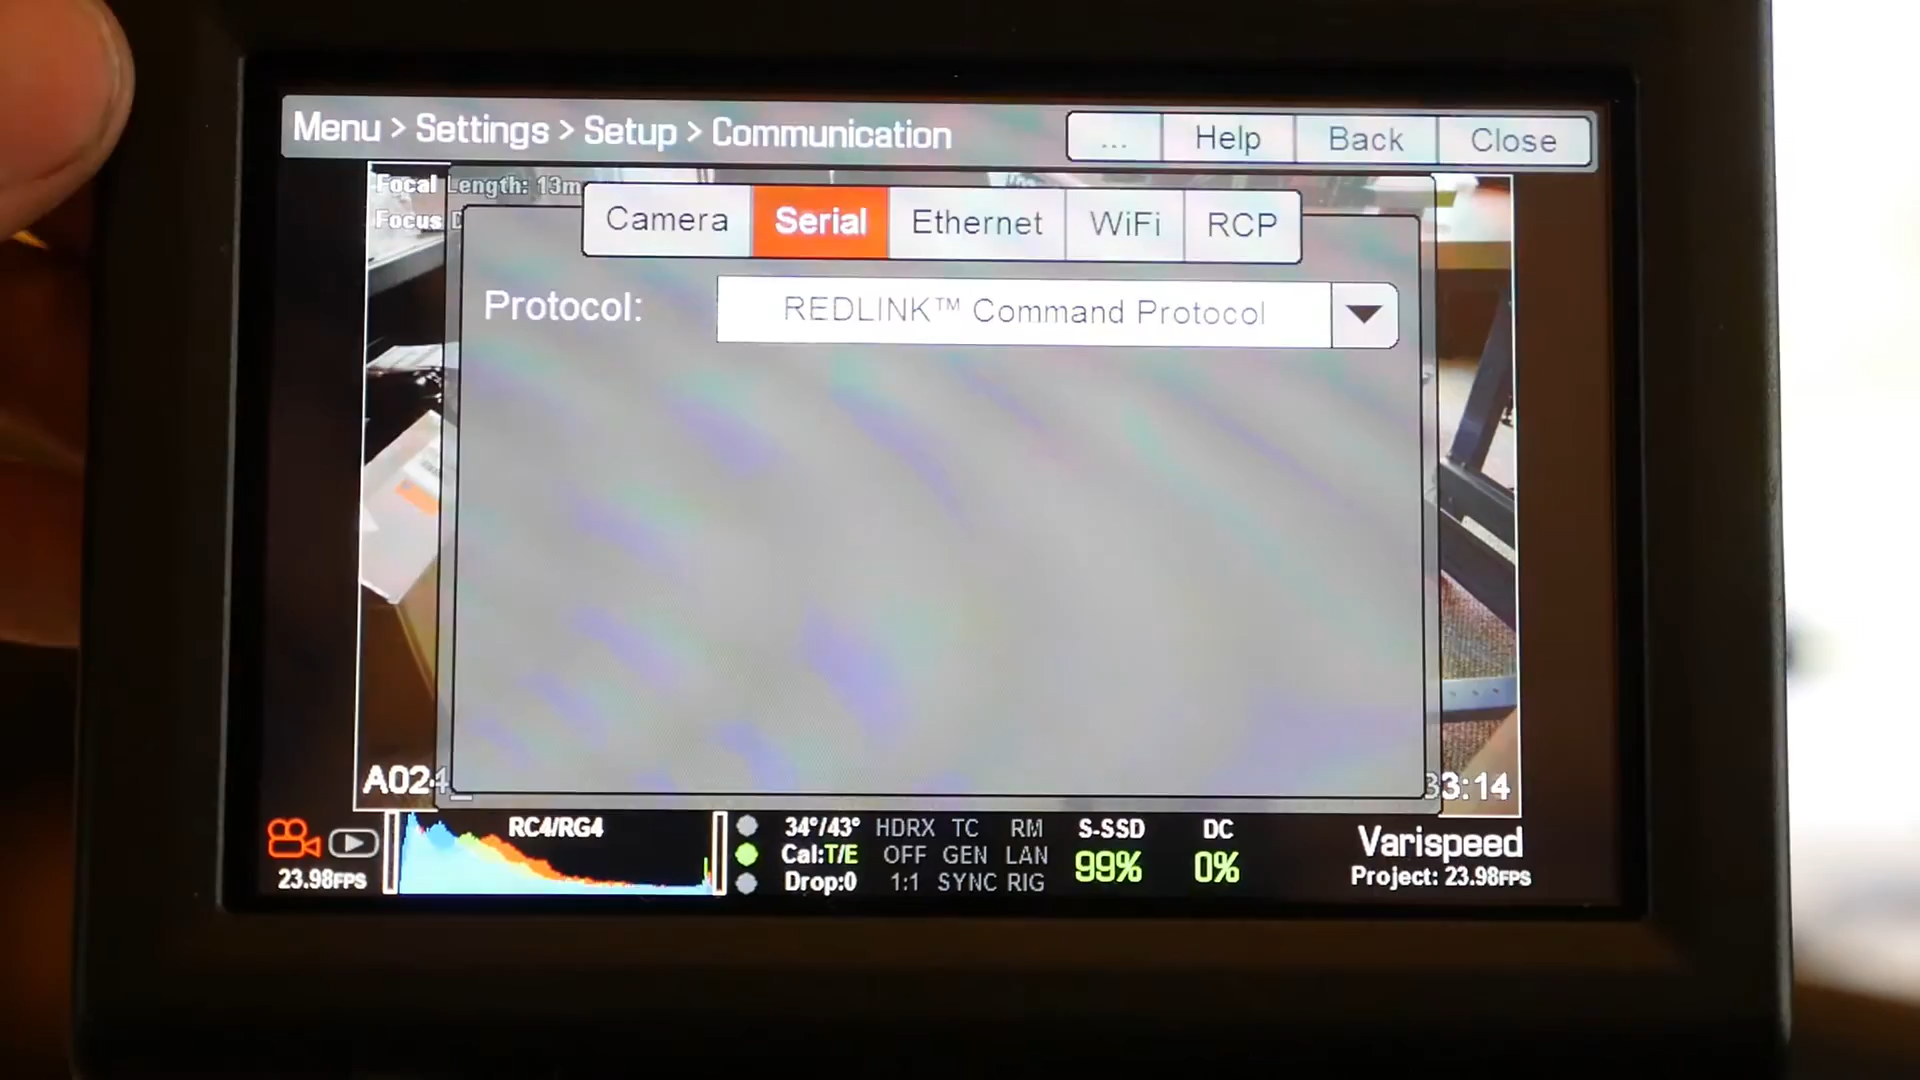 Menu > Settings > Setup > Communication
... Help Back Close
Focal Length: 13m
Focus D
Camera Serial Ethernet WiFi RCP
Protocol: REDLINK™ Command Protocol
A024_
33:14
RC4/RG4
23.98FPS
34°/43° HDRX TC RM S-SSD DC
Cal:T/E OFF GEN LAN 99% 0%
Drop:0 1:1 SYNC RIG
Varispeed
Project: 23.98FPS